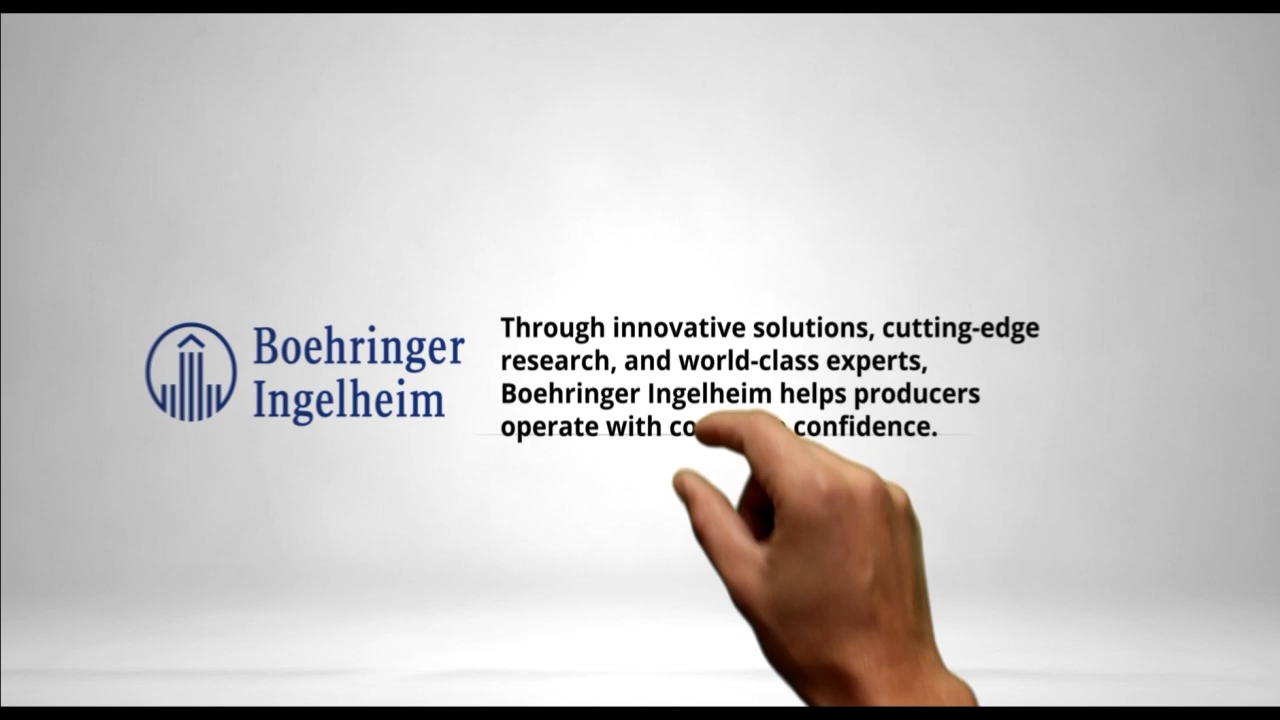 Boehringer
Ingelheim
Through innovative solutions, cutting-edge
research, and world-class experts,
Boehringer Ingelheim helps producers
operate with confidence.